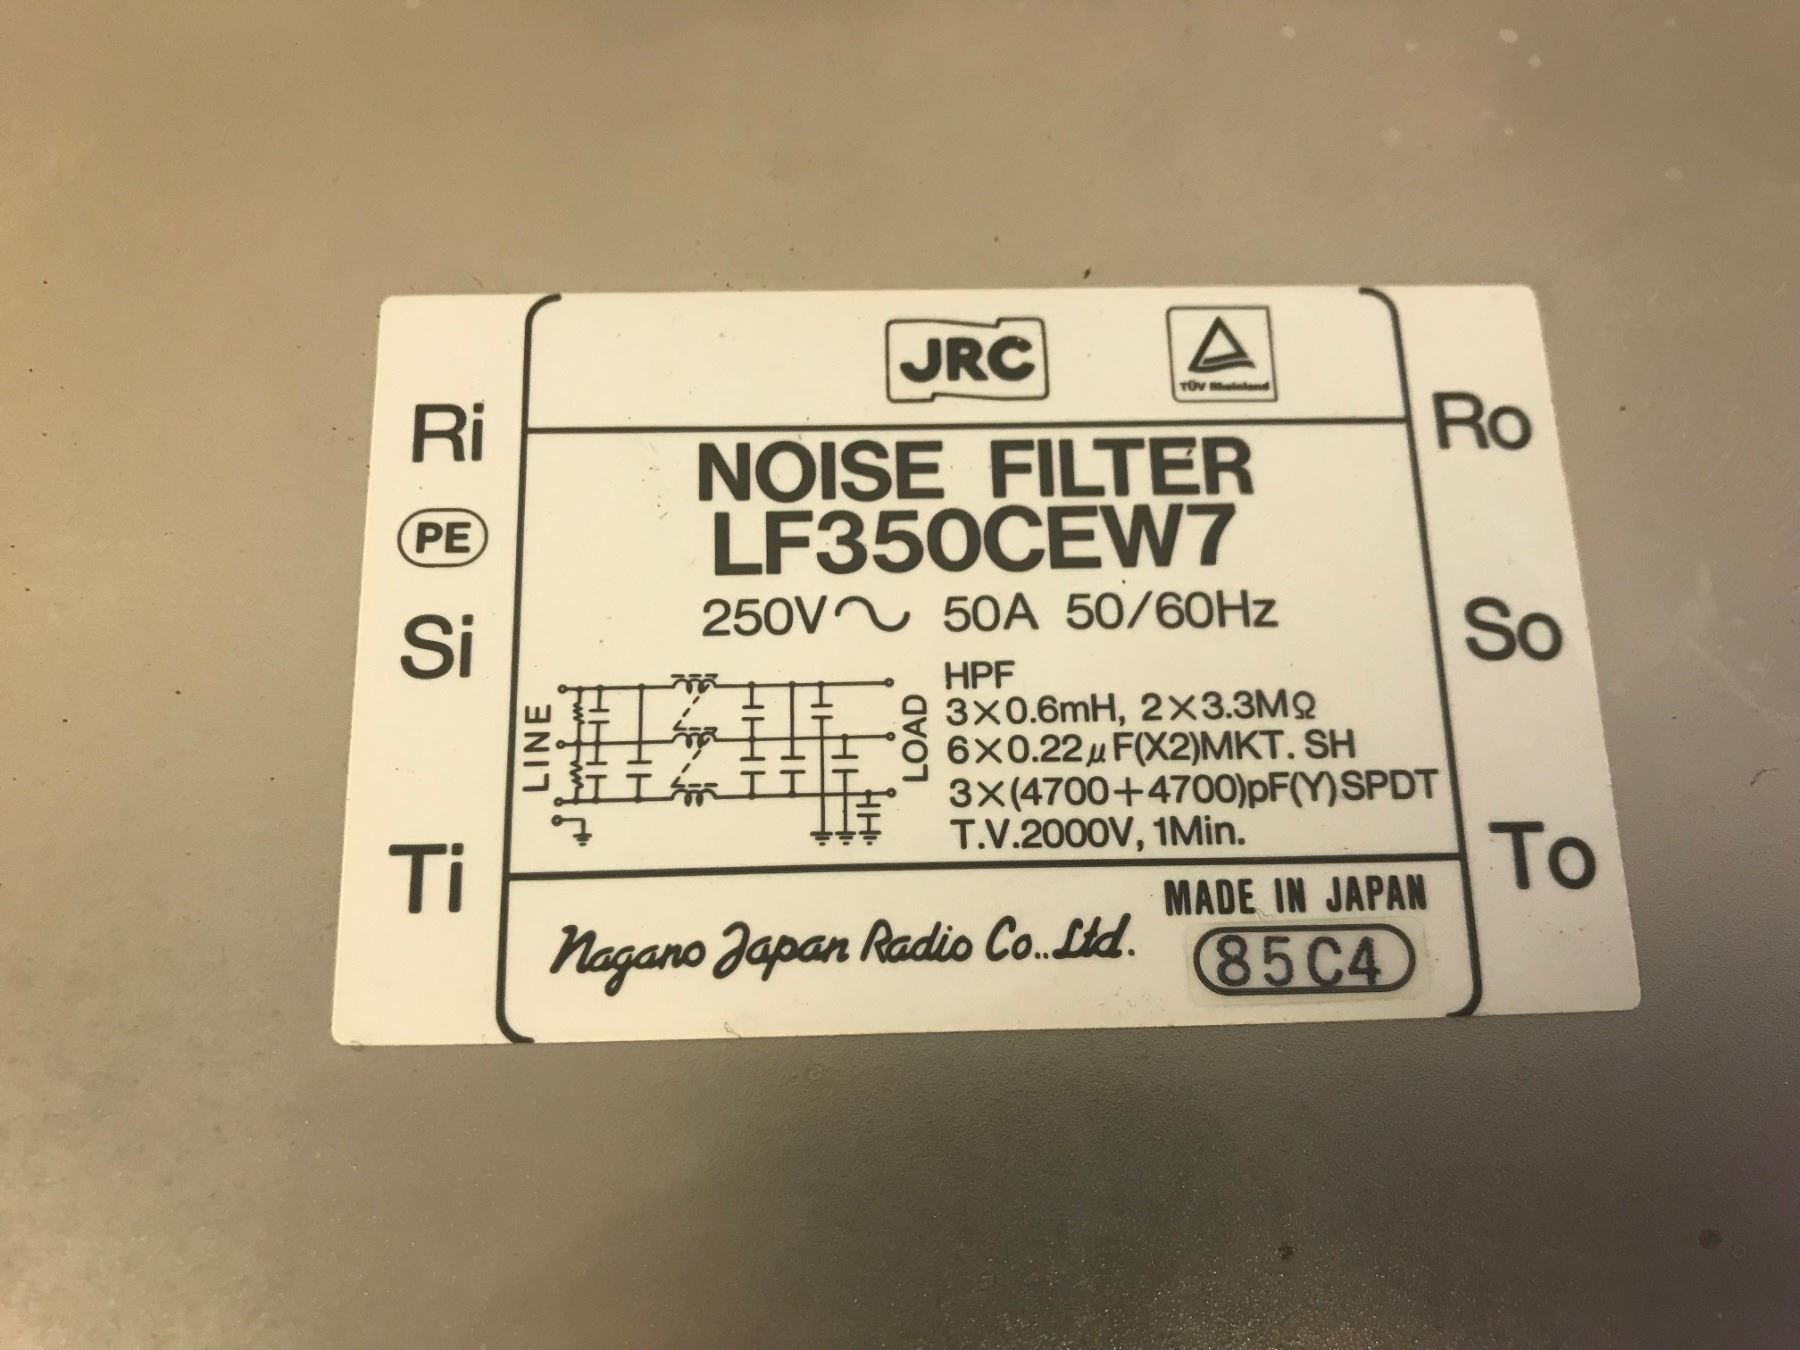 JRC
TÜV Rheinland
Ri
Ro
NOISE FILTER
LF350CEW7
PE
250V 50A 50/60Hz
Si
So
LINE
LOAD
HPF
3×0.6mH, 2×3.3MΩ
6×0.22μF(X2)MKT. SH
3×(4700+4700)pF(Y)SPDT
T.V.2000V, 1Min.
Ti
To
MADE IN JAPAN
Nagano Japan Radio Co., Ltd.
85C4